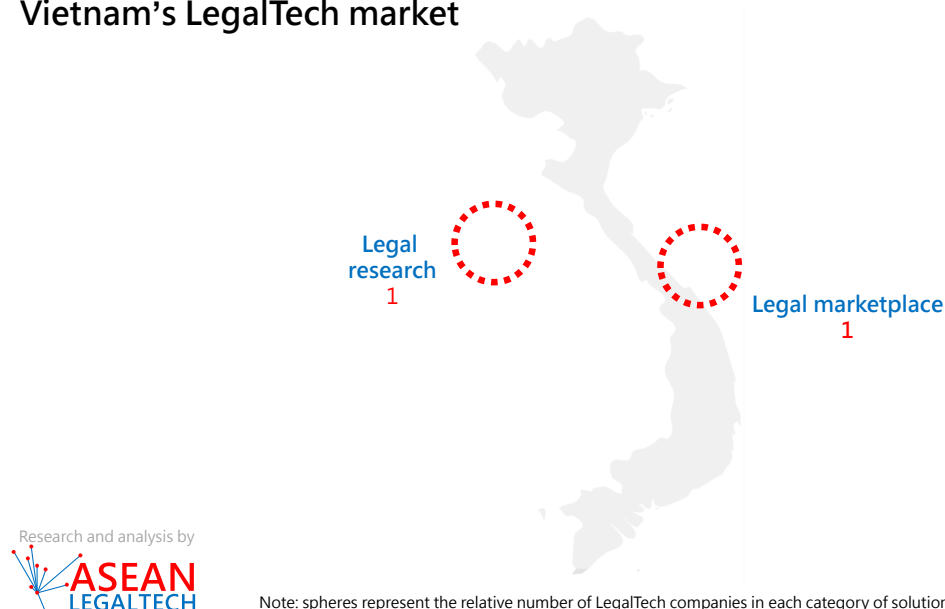 Vietnam's LegalTech market
Legal
research
1
Legal marketplace
1
Research and analysis by
ASEAN
LEGALTECH
Note: spheres represent the relative number of LegalTech companies in each category of solution